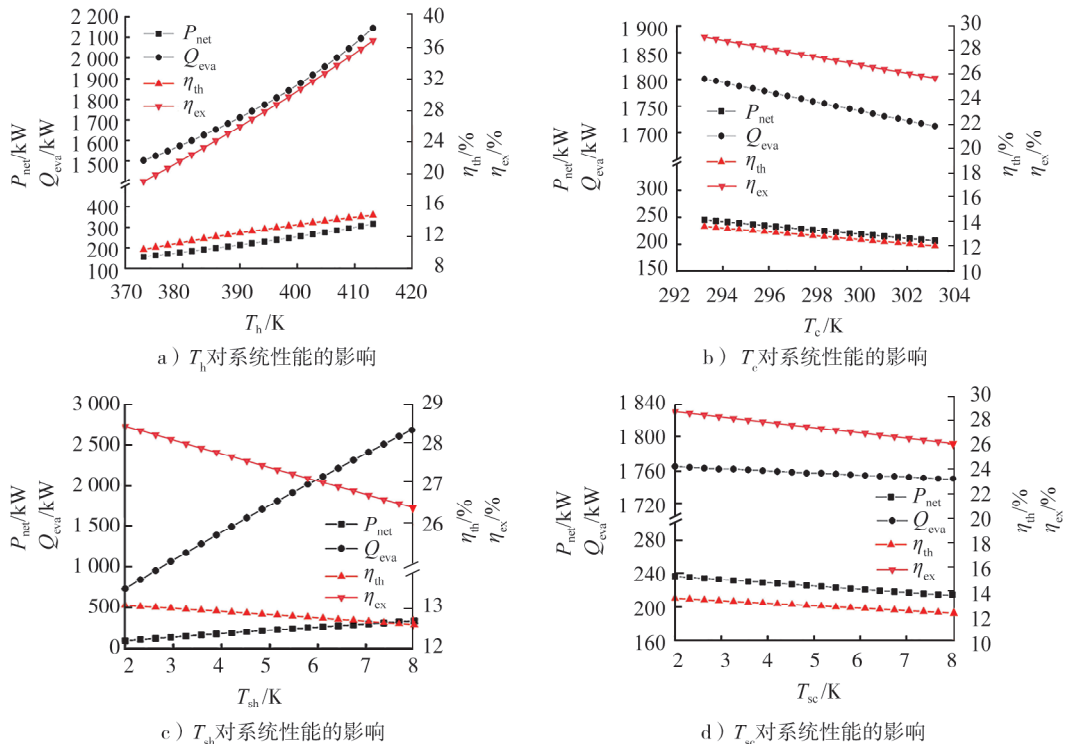 2 100
2 000
1 900
1 800
1 700
1 600
1 500
400
300
200
100
P_net/kW
Q_eva/kW
P_net
Q_eva
η_th
η_ex
40
36
32
28
24
20
16
12
8
η_th/%
η_ex/%
370 380 390 400 410 420
T_h/K
a）T_h对系统性能的影响
1 900
1 800
1 700
300
250
200
150
P_net/kW
Q_eva/kW
P_net
Q_eva
η_th
η_ex
30
28
26
24
22
20
18
16
14
12
10
η_th/%
η_ex/%
292 294 296 298 300 302 304
T_c/K
b） T_c对系统性能的影响
3 000
2 500
2 000
1 500
1 000
500
0
P_net/kW
Q_eva/kW
P_net
Q_eva
η_th
η_ex
29
28
27
26
13
12
η_th/%
η_ex/%
2 3 4 5 6 7 8
T_sh/K
c）T_sh对系统性能的影响
1 840
1 800
1 760
1 720
280
240
200
160
P_net/kW
Q_eva/kW
P_net
Q_eva
η_th
η_ex
30
28
26
24
22
20
18
16
14
12
10
η_th/%
η_ex/%
2 3 4 5 6 7 8
T_sc/K
d）T_sc对系统性能的影响